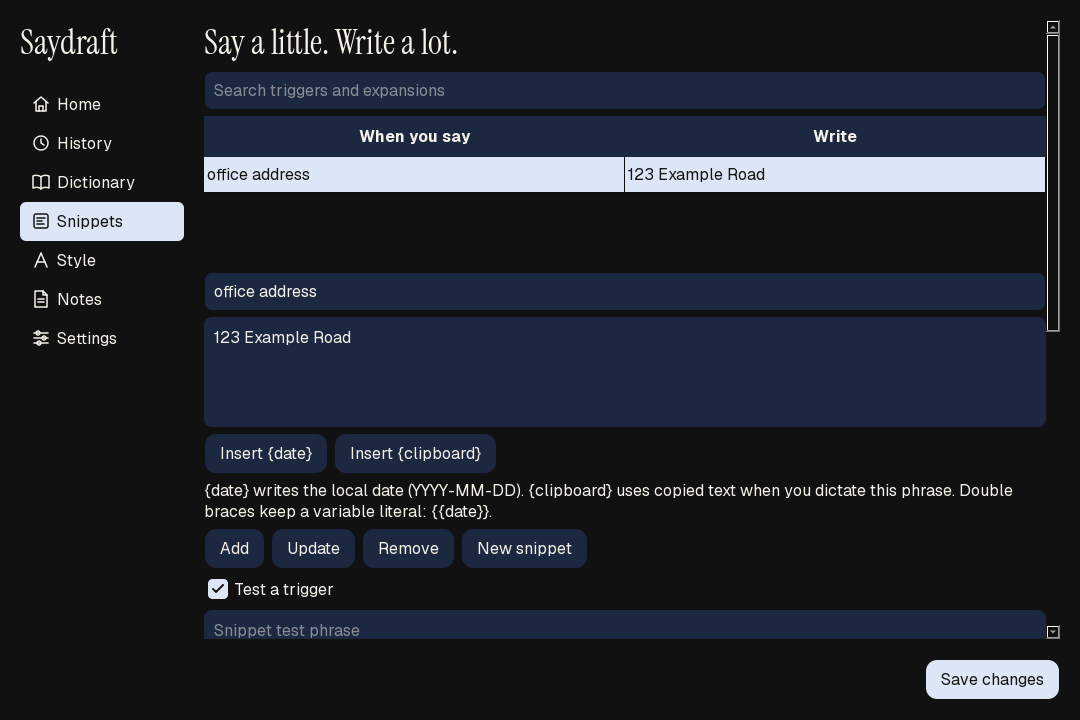 Saydraft
Home
History
Dictionary
Snippets
Style
Notes
Settings
Say a little. Write a lot.
Search triggers and expansions
When you say Write
office address 123 Example Road
office address
123 Example Road
Insert {date} Insert {clipboard}
{date} writes the local date (YYYY-MM-DD). {clipboard} uses copied text when you dictate this phrase. Double
braces keep a variable literal: {{date}}.
Add Update Remove New snippet
Test a trigger
Snippet test phrase
Save changes